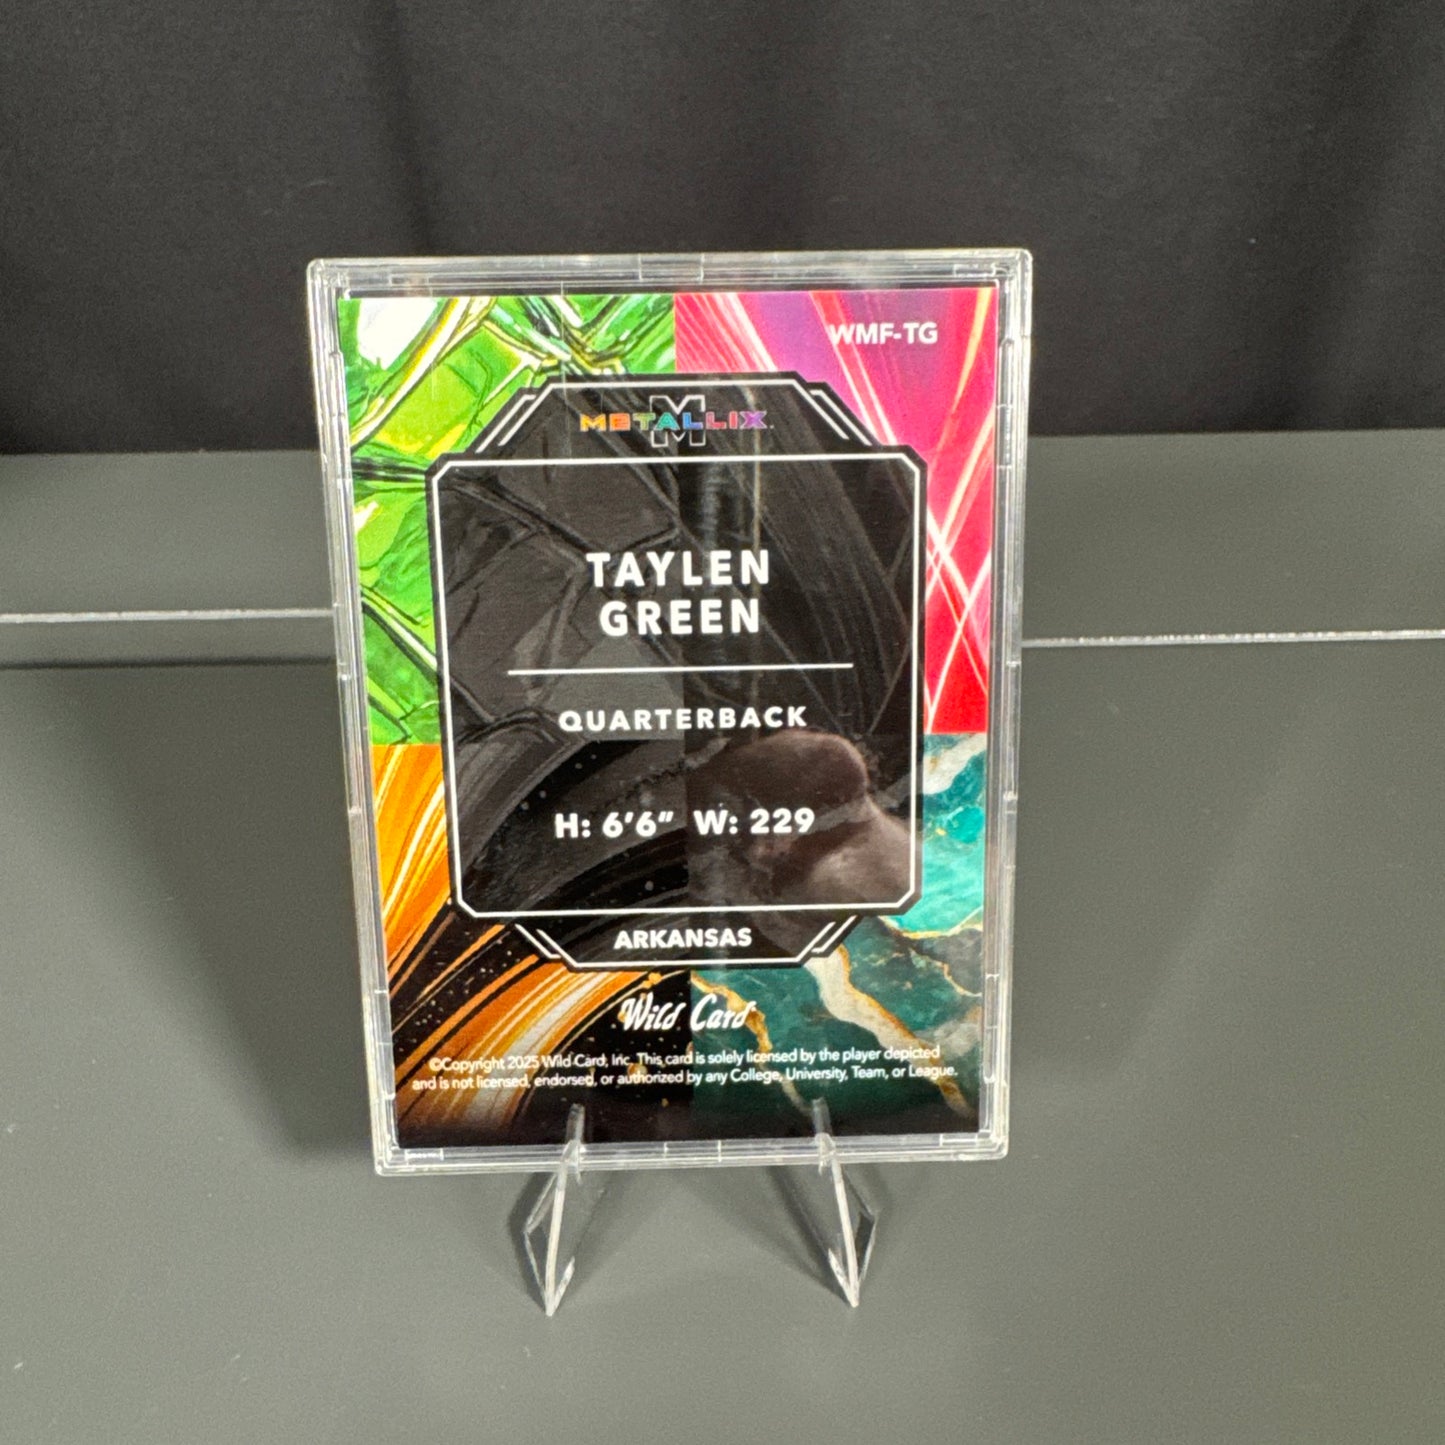 WMF-TG
M
METALLIX
TAYLEN
GREEN
QUARTERBACK
H: 6'6" W: 229
ARKANSAS
Wild Card
©Copyright 2025 Wild Card, Inc. This card is solely licensed by the player depicted
and is not licensed, endorsed, or authorized by any College, University, Team, or League.